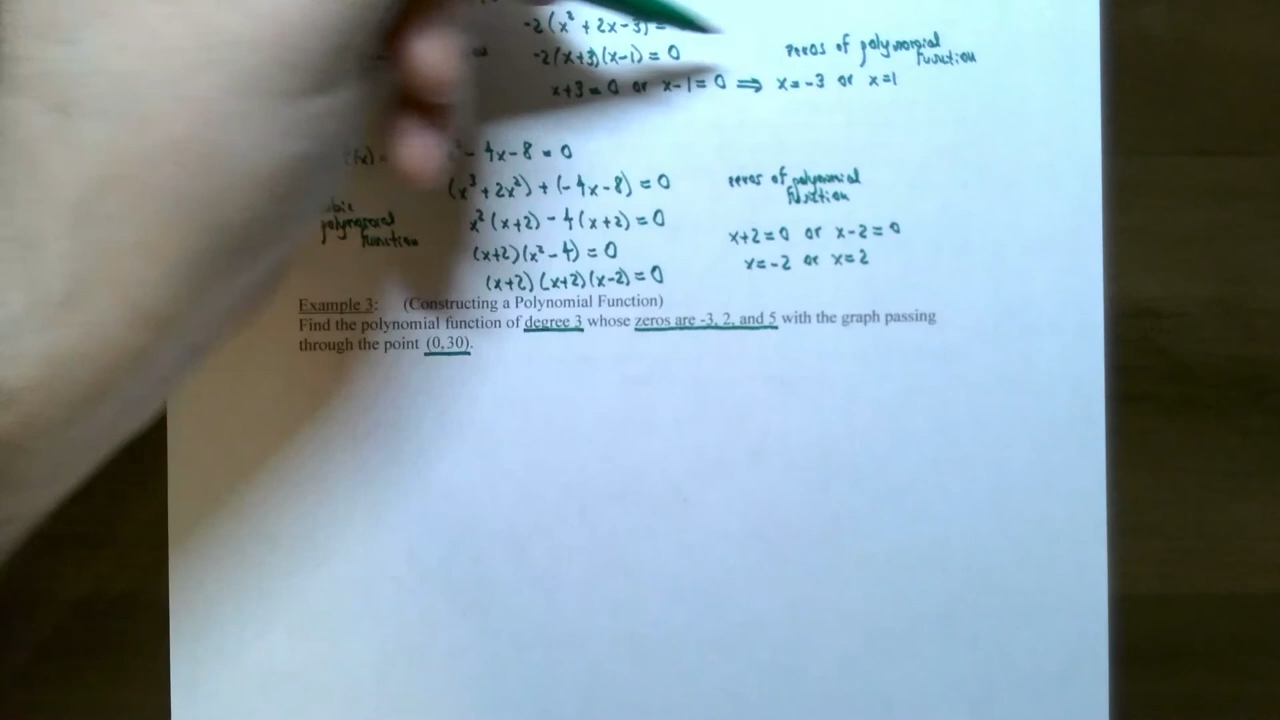 -2(x² + 2x - 3) =
-2(x+3)(x-1) = 0
zeros of polynomial
function
x+3 = 0 or x-1 = 0 ⇒ x = -3 or x = 1
- 4x - 8 = 0
(x³ + 2x²) + (-4x - 8) = 0
zeros of polynomial
function
polynomial
function
x²(x+2) - 4(x+2) = 0
x+2 = 0 or x-2 = 0
(x+2)(x² - 4) = 0
x = -2 or x = 2
(x+2)(x+2)(x-2) = 0
Example 3: (Constructing a Polynomial Function)
Find the polynomial function of degree 3 whose zeros are -3, 2, and 5 with the graph passing
through the point (0,30).